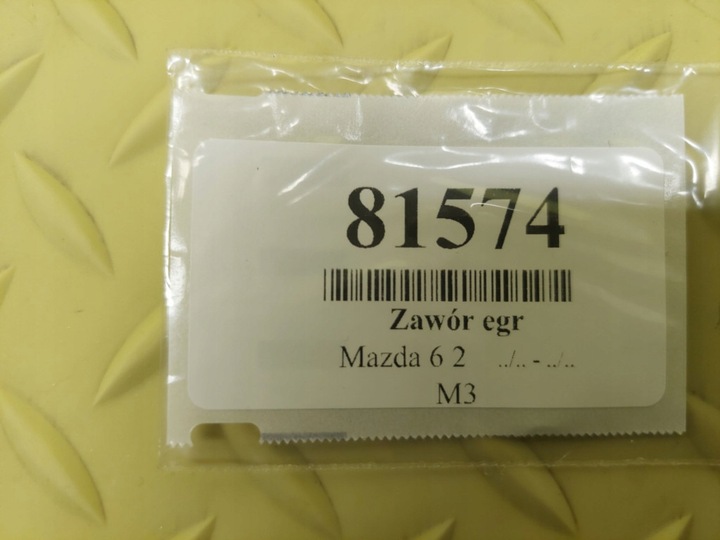 81574
Zawór egr
Mazda 6 2 ../.. - ../..
M3